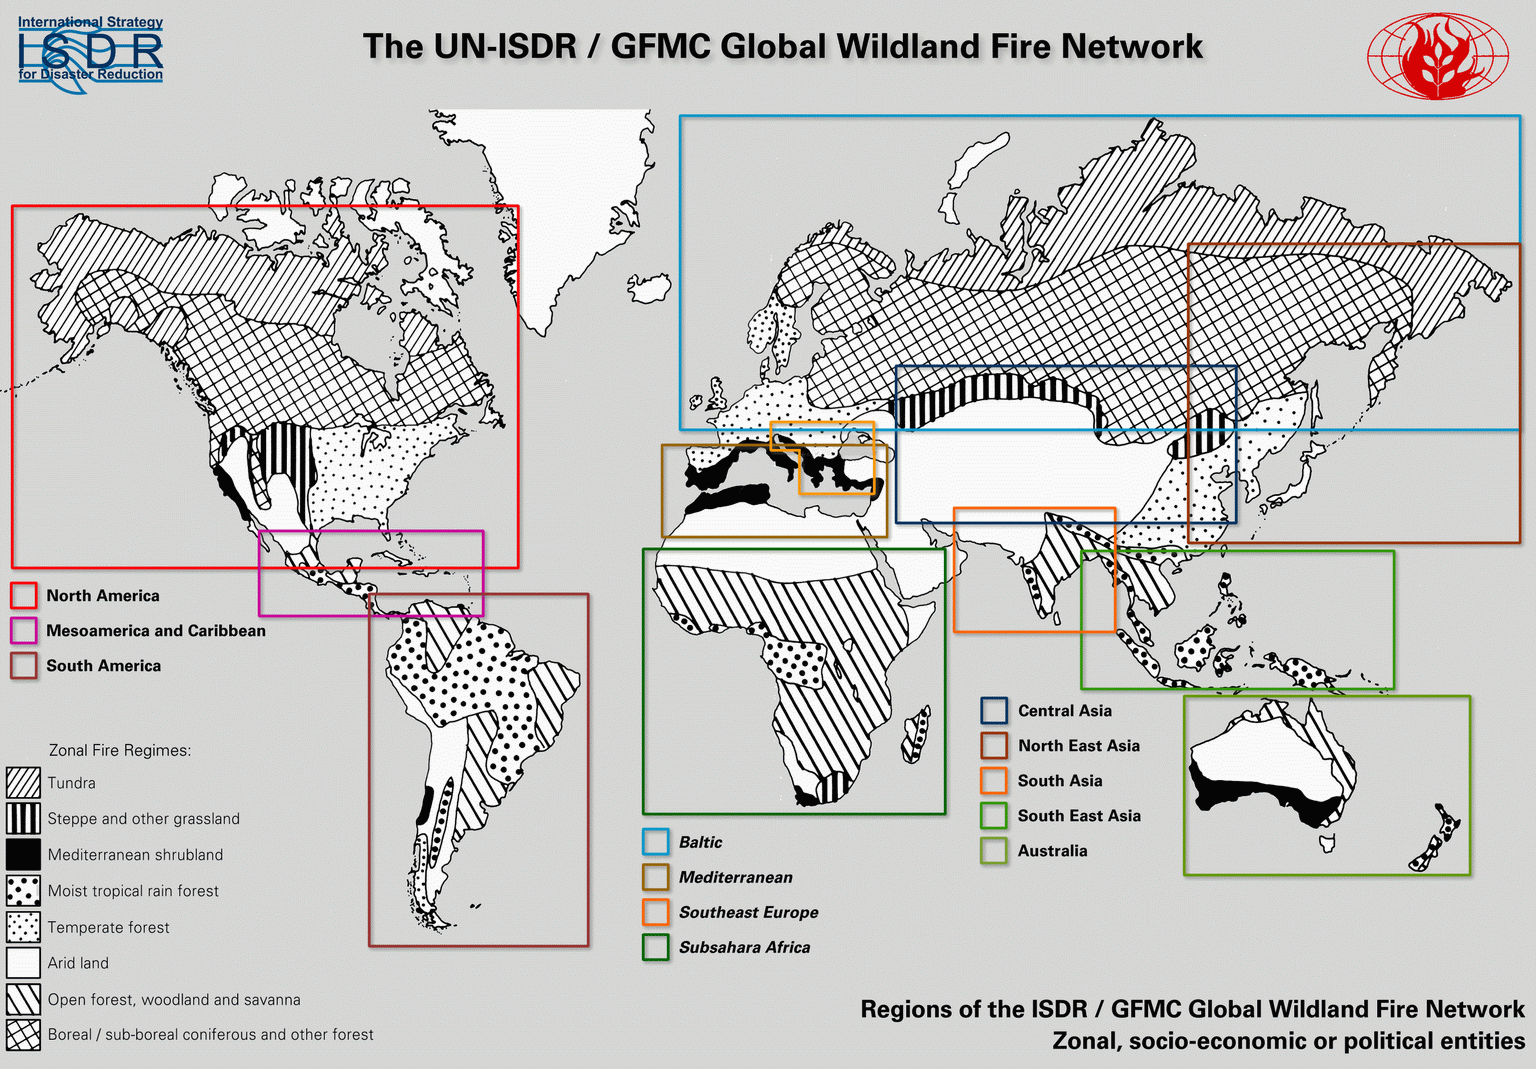 International Strategy
ISDR
for Disaster Reduction
The UN-ISDR / GFMC Global Wildland Fire Network
North America
Mesoamerica and Caribbean
South America
Zonal Fire Regimes:
Tundra
Steppe and other grassland
Mediterranean shrubland
Moist tropical rain forest
Temperate forest
Arid land
Open forest, woodland and savanna
Boreal / sub-boreal coniferous and other forest
Baltic
Mediterranean
Southeast Europe
Subsahara Africa
Central Asia
North East Asia
South Asia
South East Asia
Australia
Regions of the ISDR / GFMC Global Wildland Fire Network
Zonal, socio-economic or political entities